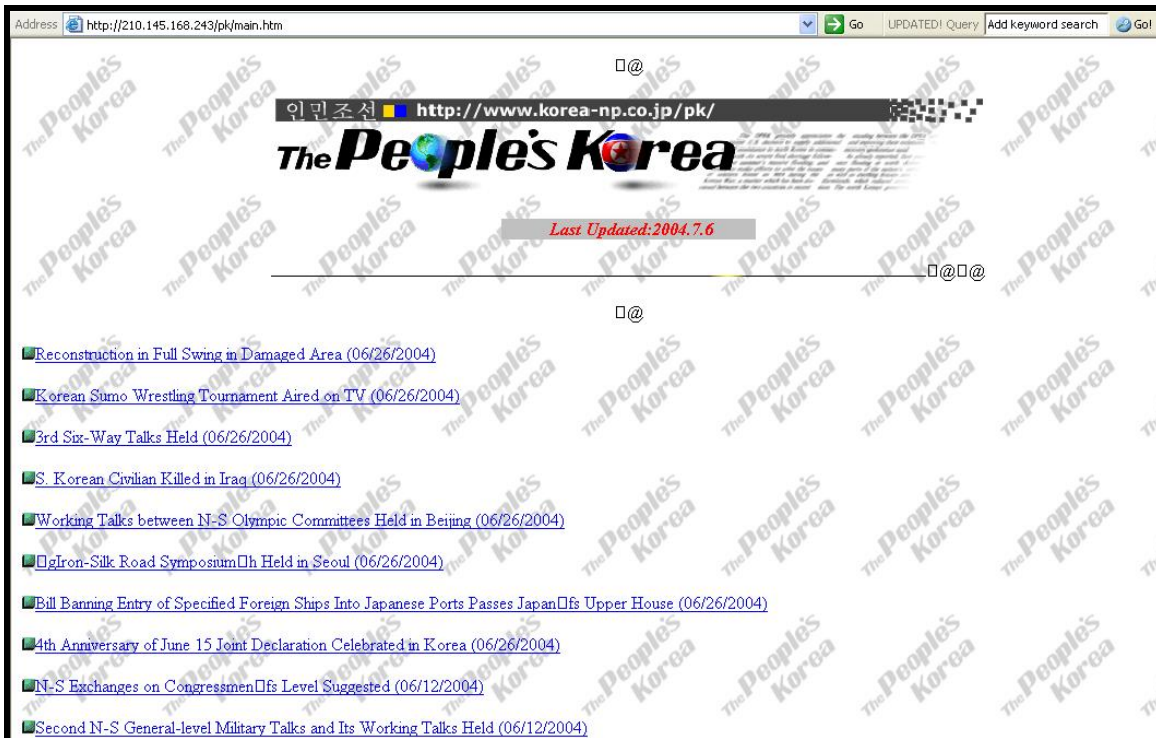 Address http://210.145.168.243/pk/main.htm Go UPDATED! Query Add keyword search Go!
□@
인민조선 http://www.korea-np.co.jp/pk/
The People's Korea
Last Updated:2004.7.6
□@□@
□@
Reconstruction in Full Swing in Damaged Area (06/26/2004)
Korean Sumo Wrestling Tournament Aired on TV (06/26/2004)
3rd Six-Way Talks Held (06/26/2004)
S. Korean Civilian Killed in Iraq (06/26/2004)
Working Talks between N-S Olympic Committees Held in Beijing (06/26/2004)
□gIron-Silk Road Symposium□h Held in Seoul (06/26/2004)
Bill Banning Entry of Specified Foreign Ships Into Japanese Ports Passes Japan□fs Upper House (06/26/2004)
4th Anniversary of June 15 Joint Declaration Celebrated in Korea (06/26/2004)
N-S Exchanges on Congressmen□fs Level Suggested (06/12/2004)
Second N-S General-level Military Talks and Its Working Talks Held (06/12/2004)